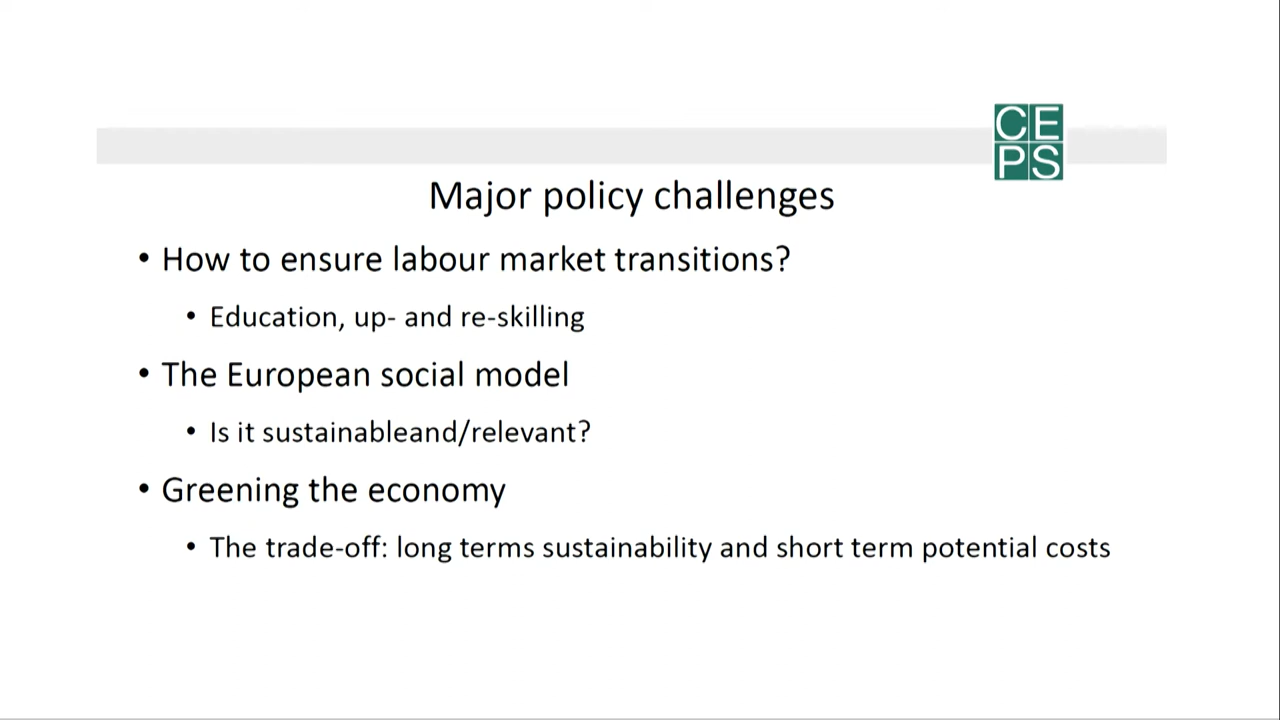 CE
PS
Major policy challenges
• How to ensure labour market transitions?
• Education, up- and re-skilling
• The European social model
• Is it sustainableand/relevant?
• Greening the economy
• The trade-off: long terms sustainability and short term potential costs